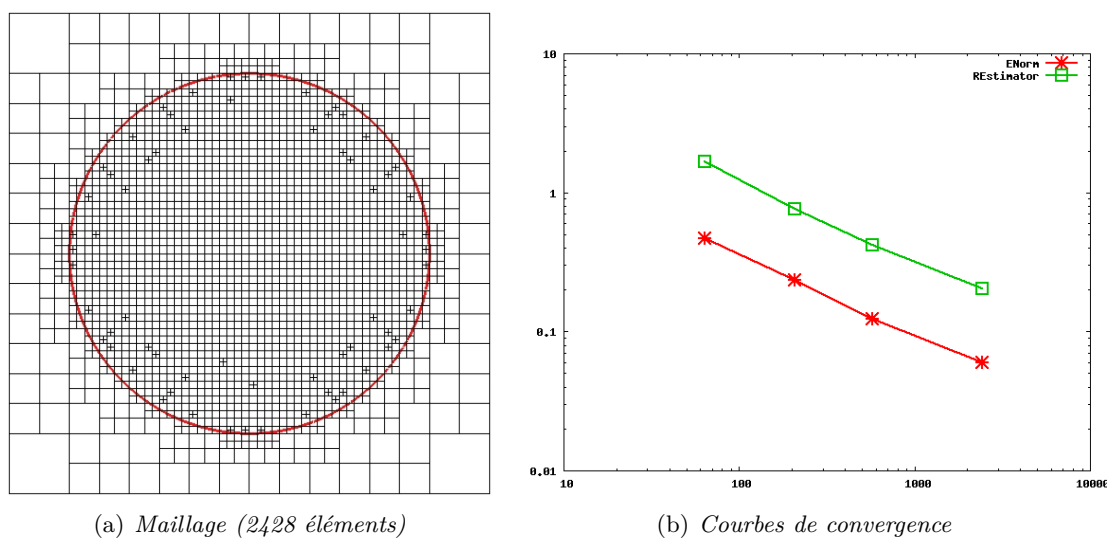 10
1
0.1
0.01
10
100
1000
10000
ENorm
REstimator
(a) Maillage (2428 éléments)
(b) Courbes de convergence